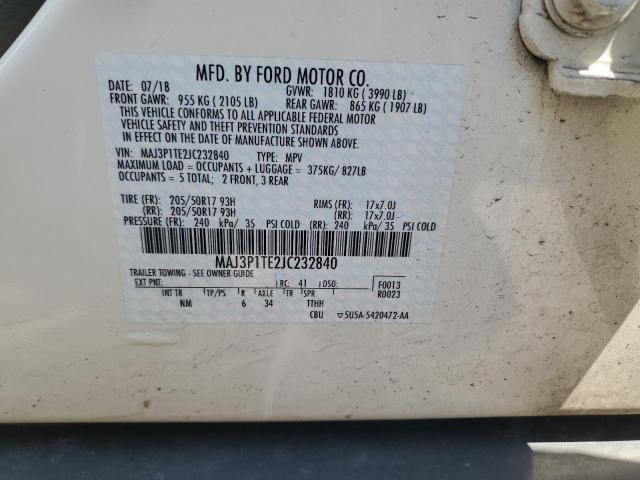 MFD. BY FORD MOTOR CO.
DATE: 07/18 GVWR: 1810 KG ( 3990 LB)
FRONT GAWR: 955 KG ( 2105 LB) REAR GAWR: 865 KG ( 1907 LB)
THIS VEHICLE CONFORMS TO ALL APPLICABLE FEDERAL MOTOR
VEHICLE SAFETY AND THEFT PREVENTION STANDARDS
IN EFFECT ON THE DATE OF MANUFACTURE SHOWN ABOVE.
VIN: MAJ3P1TE2JC232840 TYPE: MPV
MAXIMUM LOAD = OCCUPANTS + LUGGAGE = 375KG/ 827LB
OCCUPANTS = 5 TOTAL; 2 FRONT, 3 REAR
TIRE (FR): 205/50R17 93H RIMS (FR): 17x7.0J
(RR): 205/50R17 93H (RR): 17x7.0J
PRESSURE (FR): 240 kPa/ 35 PSI COLD (RR) 240 kPa/ 35 PSI COLD
MAJ3P1TE2JC232840
TRAILER TOWING - SEE OWNER GUIDE
EXT PNT: RC: 41 DSO: F0013
INT TR TP/PS R AXLE TR SPR R0023
NM 6 34 TTHH
CBU ▽5U5A-5420472-AA